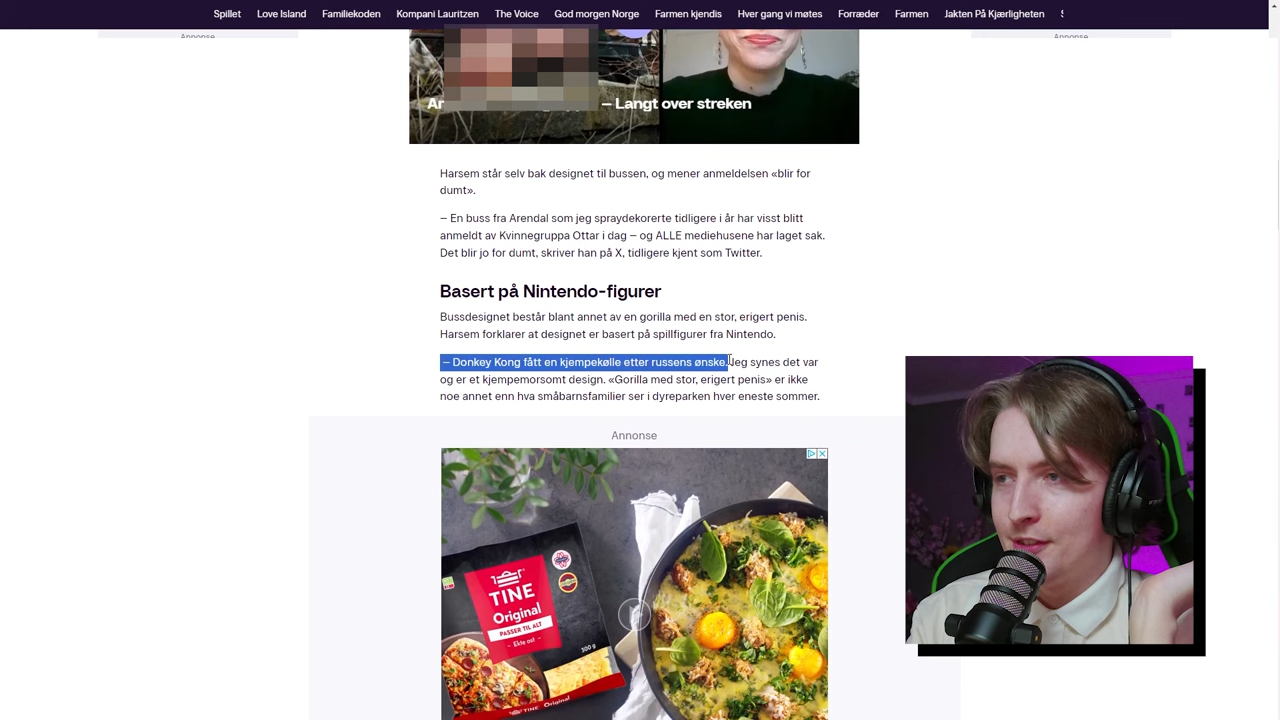 Spillet Love Island Familiekoden Kompani Lauritzen The Voice God morgen Norge Farmen kjendis Hver gang vi møtes Forræder Farmen Jakten På Kjærligheten
Annonse
Annonse
– Langt over streken
Harsem står selv bak designet til bussen, og mener anmeldelsen «blir for
dumt».
– En buss fra Arendal som jeg spraydekorerte tidligere i år har visst blitt
anmeldt av Kvinnegruppa Ottar i dag – og ALLE mediehusene har laget sak.
Det blir jo for dumt, skriver han på X, tidligere kjent som Twitter.
Basert på Nintendo-figurer
Bussdesignet består blant annet av en gorilla med en stor, erigert penis.
Harsem forklarer at designet er basert på spillfigurer fra Nintendo.
– Donkey Kong fått en kjempekølle etter russens ønske. Jeg synes det var
og er et kjempemorsomt design. «Gorilla med stor, erigert penis» er ikke
noe annet enn hva småbarnsfamilier ser i dyreparken hver eneste sommer.
Annonse
TINE
Original
PASSER TIL ALT
– Ekte ost –
300 g
Original